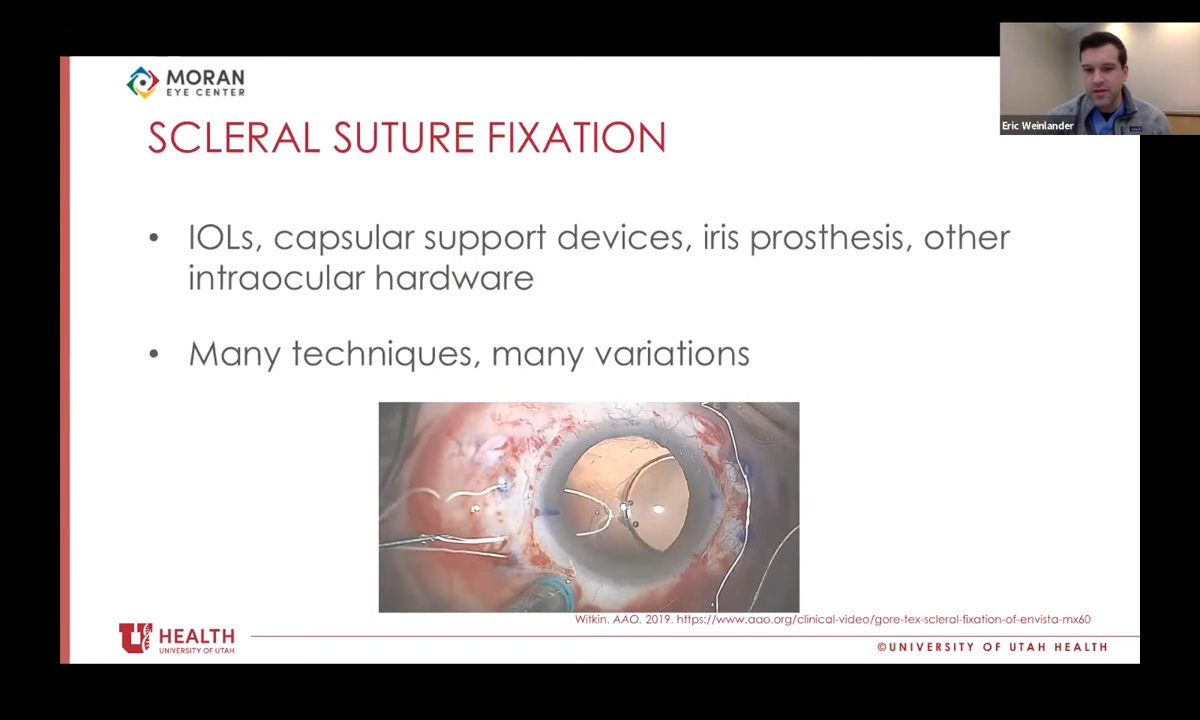 MORAN
EYE CENTER
Eric Weinlander
SCLERAL SUTURE FIXATION
• IOLs, capsular support devices, iris prosthesis, other
intraocular hardware
• Many techniques, many variations
Witkin. AAO. 2019. https://www.aao.org/clinical-video/gore-tex-scleral-fixation-of-envista-mx60
U HEALTH
UNIVERSITY OF UTAH
©UNIVERSITY OF UTAH HEALTH